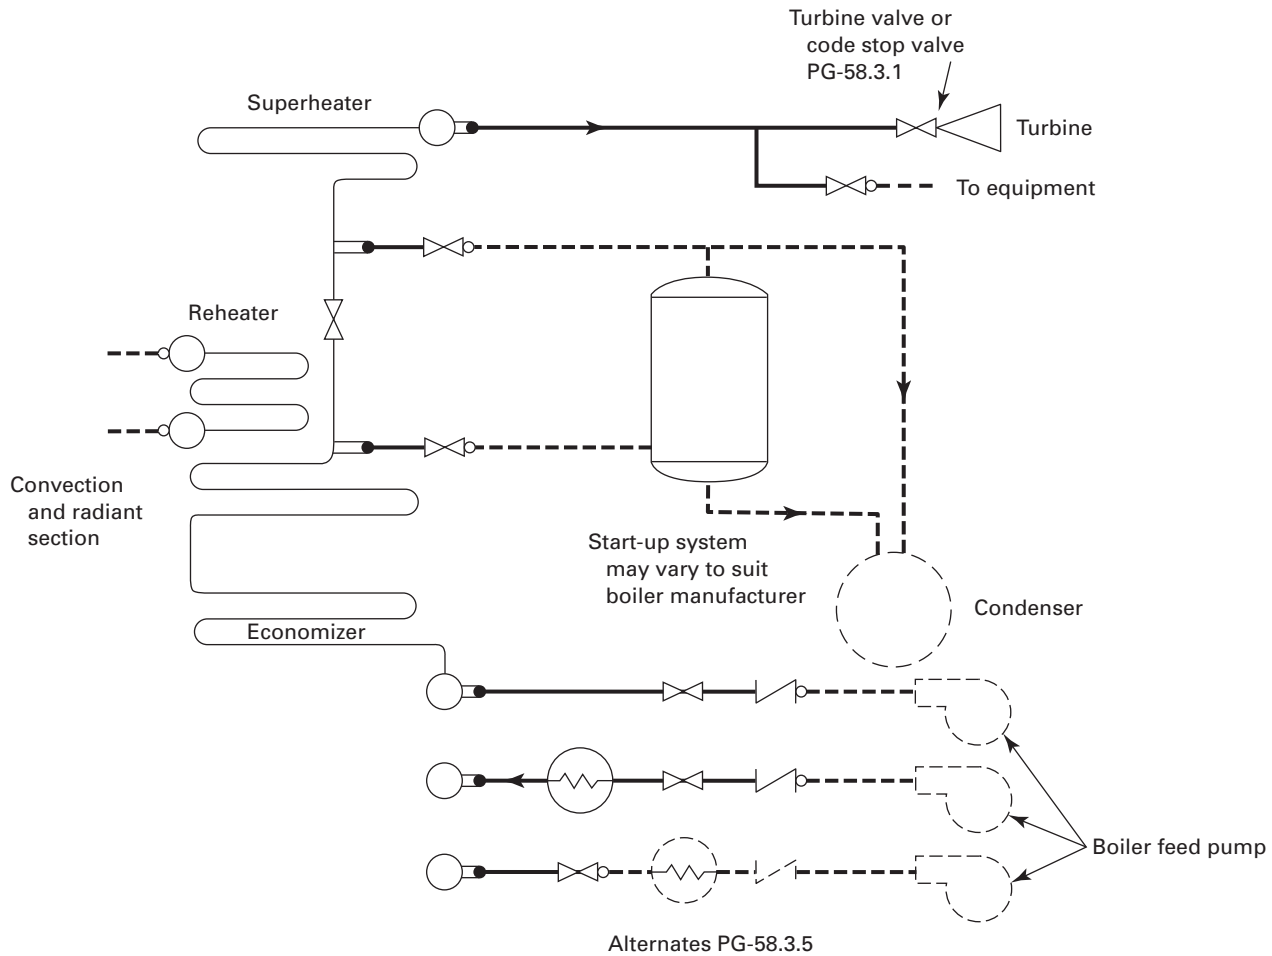 Turbine valve or
code stop valve
PG-58.3.1
Superheater
Turbine
To equipment
Reheater
Convection
and radiant
section
Start-up system
may vary to suit
boiler manufacturer
Condenser
Economizer
Boiler feed pump
Alternates PG-58.3.5